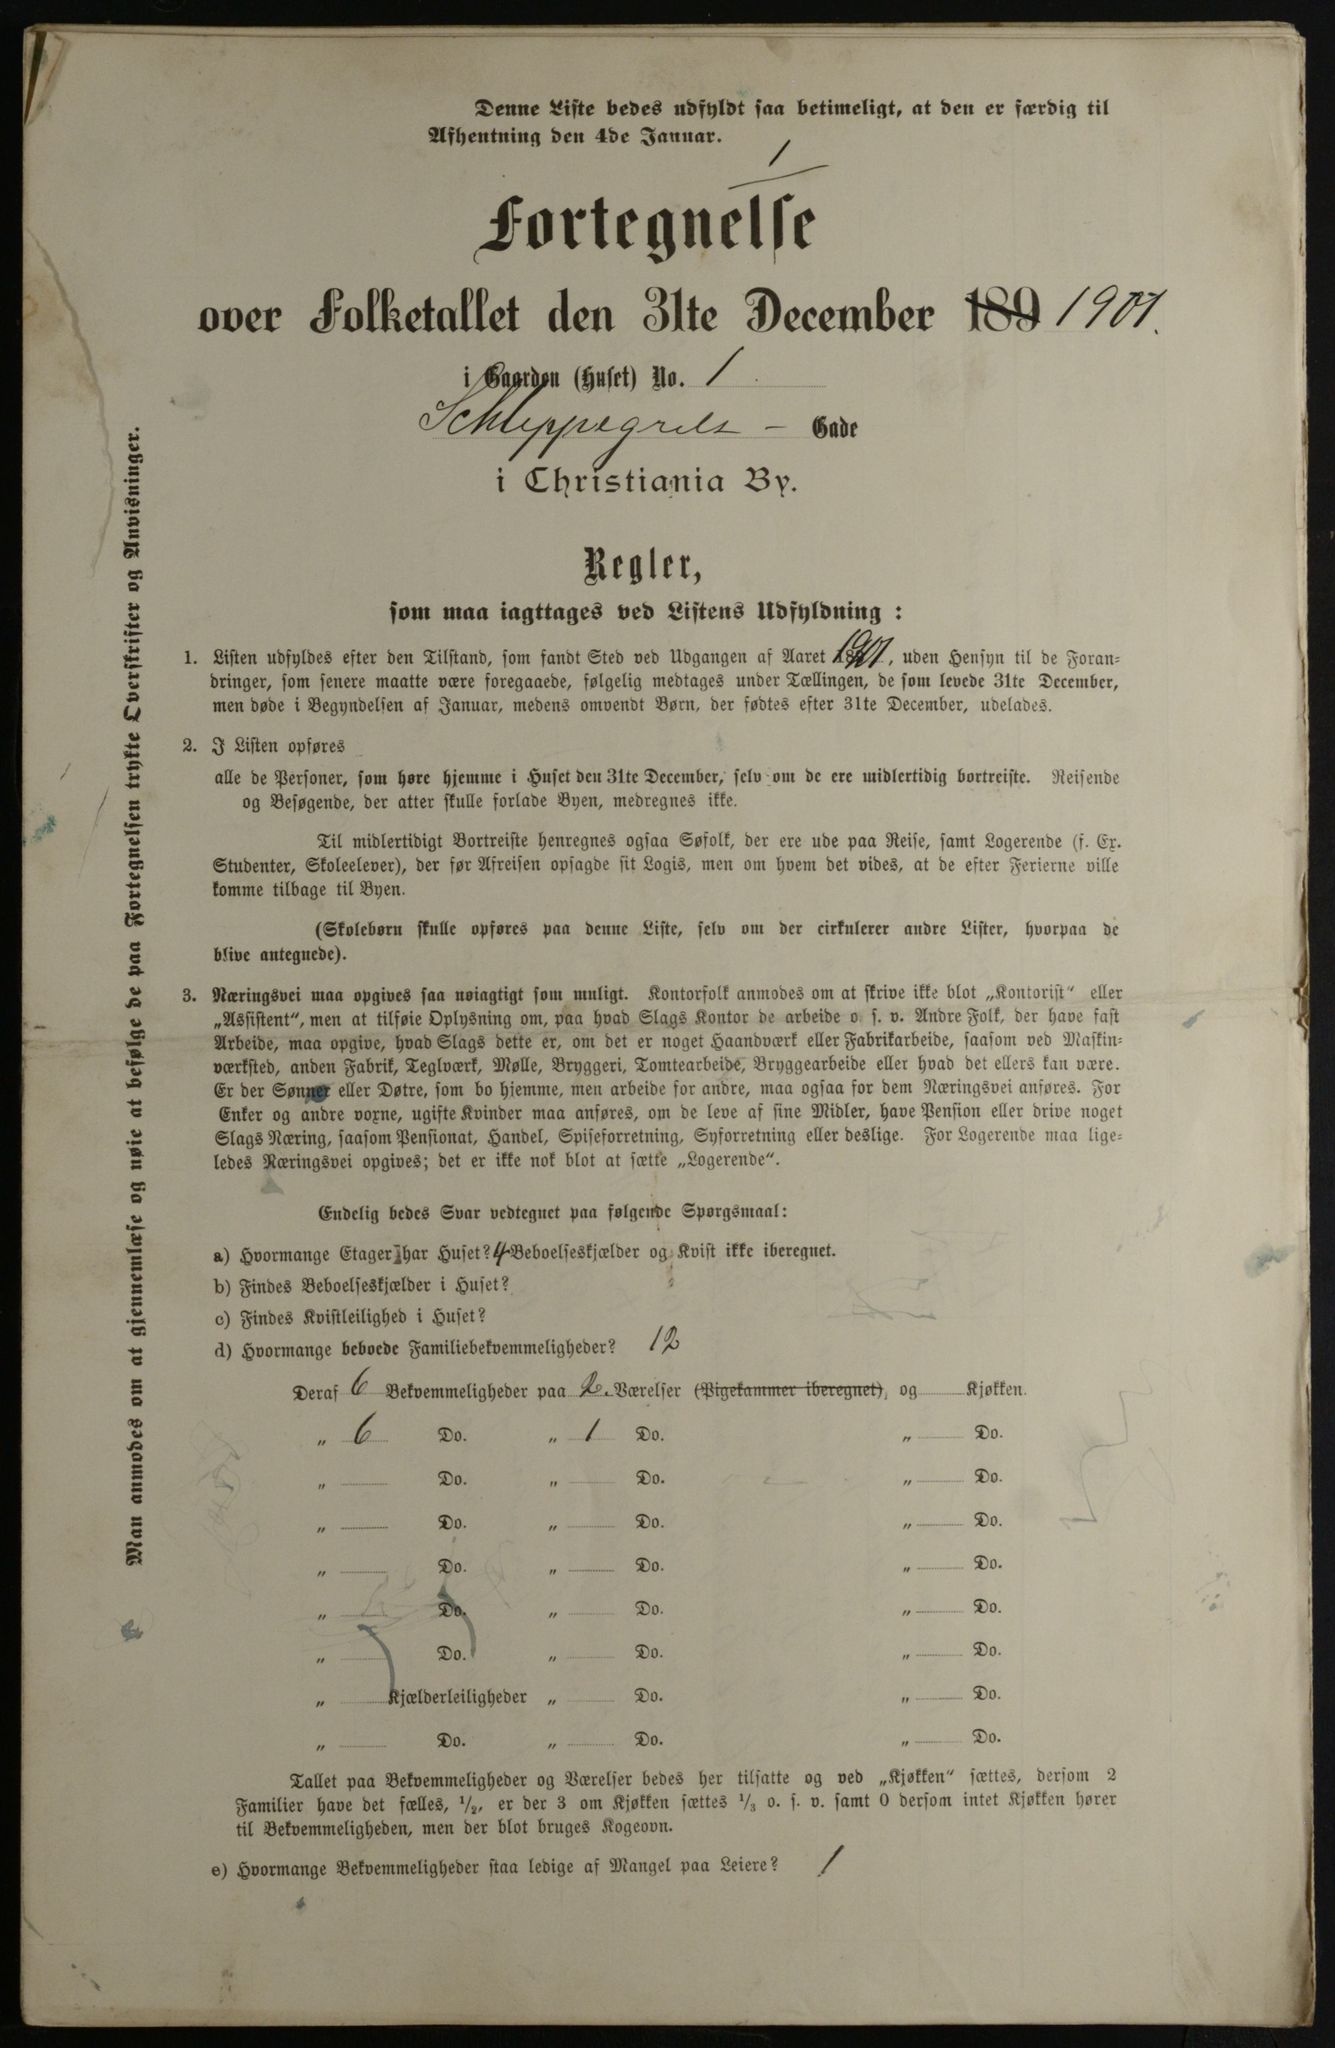 Denne Liste bedes udfyldt saa betimeligt, at den er færdig til
Afhentning den 4de Januar.
1
Fortegnelse
over Folketallet den 31te December 189 1901.
i Gaarden (Huset) No. 1
Schleppegrels - Gade
i Christiania By.
Regler,
som maa iagttages ved Listens Udfyldning :
1. Listen udfyldes efter den Tilstand, som fandt Sted ved Udgangen af Aaret 1901, uden Hensyn til de Foran-
dringer, som senere maatte være foregaaede, følgelig medtages under Tællingen, de som levede 31te December,
men døde i Begyndelsen af Januar, medens omvendt Børn, der fødtes efter 31te December, udelades.
2. I Listen opføres
alle de Personer, som høre hjemme i Huset den 31te December, selv om de ere midlertidig bortreiste. Reisende
og Besøgende, der atter skulle forlade Byen, medregnes ikke.
Til midlertidigt Bortreiste henregnes ogsaa Søfolk, der ere ude paa Reise, samt Logerende (f. Ex.
Studenter, Skoleelever), der før Afreisen opsagde sit Logis, men om hvem det vides, at de efter Ferierne ville
komme tilbage til Byen.
(Skolebørn skulle opføres paa denne Liste, selv om der cirkulerer andre Lister, hvorpaa de
blive antegnede).
3. Næringsvei maa opgives saa nøiagtigt som muligt. Kontorfolk anmodes om at skrive ikke blot „Kontorist" eller
„Assistent", men at tilføie Oplysning om, paa hvad Slags Kontor de arbeide o. s. v. Andre Folk, der have fast
Arbeide, maa opgive, hvad Slags dette er, om det er noget Haandværk eller Fabrikarbeide, saasom ved Maskin-
værksted, anden Fabrik, Teglværk, Mølle, Bryggeri, Tomtearbeide, Bryggearbeide eller hvad det ellers kan være.
Er der Sønner eller Døtre, som bo hjemme, men arbeide for andre, maa ogsaa for dem Næringsvei anføres. For
Enker og andre voxne, ugifte Kvinder maa anføres, om de leve af sine Midler, have Pension eller drive noget
Slags Næring, saasom Pensionat, Handel, Spiseforretning, Syforretning eller deslige. For Logerende maa lige-
ledes Næringsvei opgives; det er ikke nok blot at sætte „Logerende".
Endelig bedes Svar vedtegnet paa følgende Spørgsmaal:
a) Hvormange Etager har Huset? 4 Beboelseskjælder og Kvist ikke iberegnet.
b) Findes Beboelseskjælder i Huset?
c) Findes Kvistleilighed i Huset?
d) Hvormange beboede Familiebekvemmeligheder? 12
Deraf 6 Bekvemmeligheder paa 2 Værelser (Pigekammer iberegnet), og Kjøkken.
„ 6 Do. „ 1 Do. „ Do.
„ Do. „ Do. „ Do.
„ Do. „ Do. „ Do.
„ Do. „ Do. „ Do.
„ Do. „ Do. „ Do.
„ Do. „ Do. „ Do.
„ Kjælderleiligheder „ Do. „ Do.
„ Do. „ Do. „ Do.
Tallet paa Bekvemmeligheder og Værelser bedes her tilsatte og ved „Kjøkken" sættes, dersom 2
Familier have det fælles, 1/2, er der 3 om Kjøkken sættes 1/3 o. s. v. samt 0 dersom intet Kjøkken hører
til Bekvemmeligheden, men der blot bruges Kogeovn.
e) Hvormange Bekvemmeligheder staa ledige af Mangel paa Leiere? 1
Man anmodes om at gjennemlæse og nøie at befølge de paa Fortegnelsen trykte Overskrifter og Anvisninger.